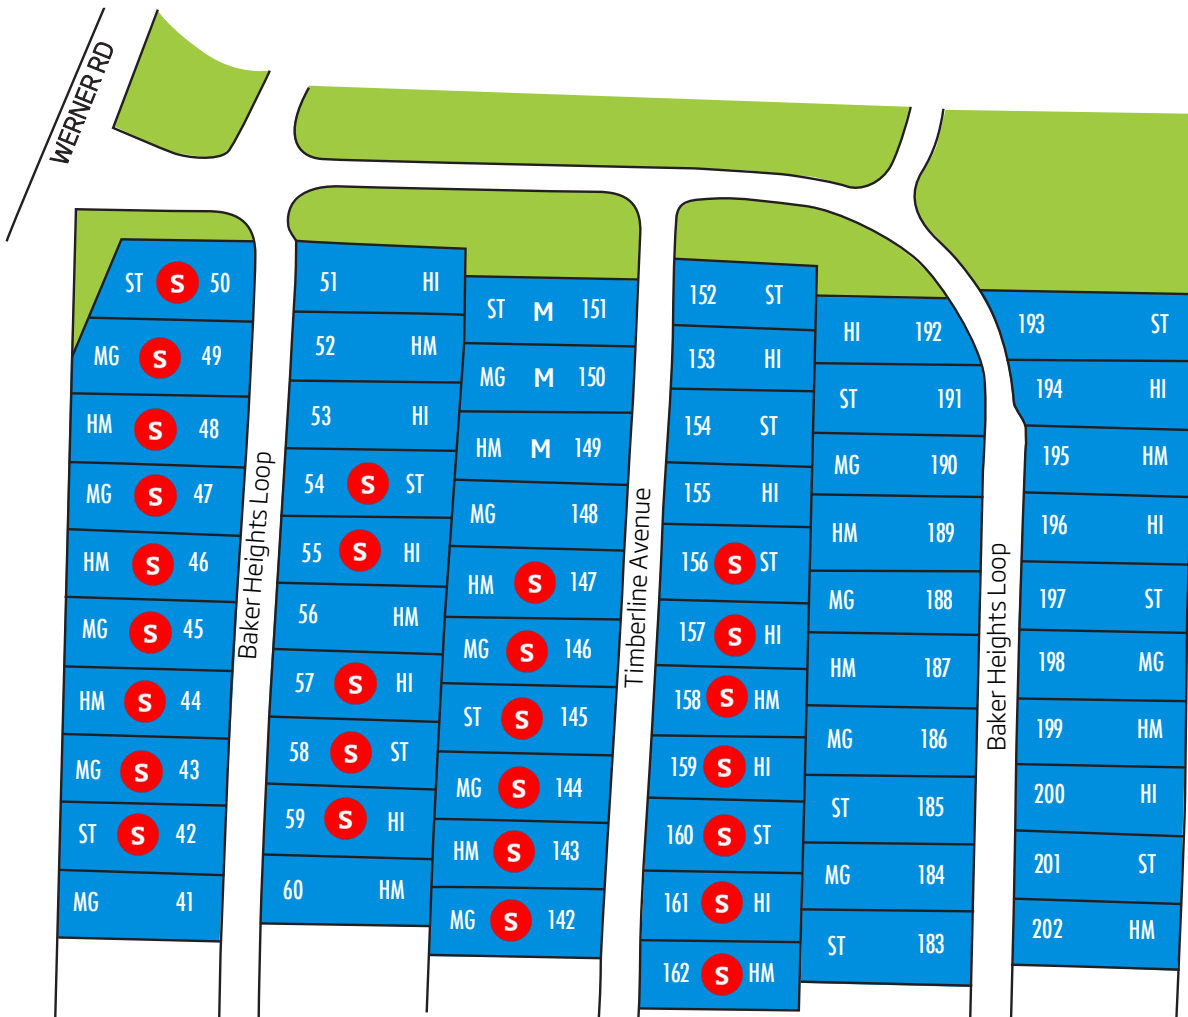 WERNER RD
ST S 50
MG S 49
HM S 48
MG S 47
HM S 46
MG S 45
HM S 44
MG S 43
ST S 42
MG 41
Baker Heights Loop
51 HI
52 HM
53 HI
54 S ST
55 S HI
56 HM
57 S HI
58 S ST
59 S HI
60 HM
ST M 151
MG M 150
HM M 149
MG 148
HM S 147
MG S 146
ST S 145
MG S 144
HM S 143
MG S 142
Timberline Avenue
152 ST
153 HI
154 ST
155 HI
156 S ST
157 S HI
158 S HM
159 S HI
160 S ST
161 S HI
162 S HM
HI 192
ST 191
MG 190
HM 189
MG 188
HM 187
MG 186
ST 185
MG 184
ST 183
Baker Heights Loop
193 ST
194 HI
195 HM
196 HI
197 ST
198 MG
199 HM
200 HI
201 ST
202 HM